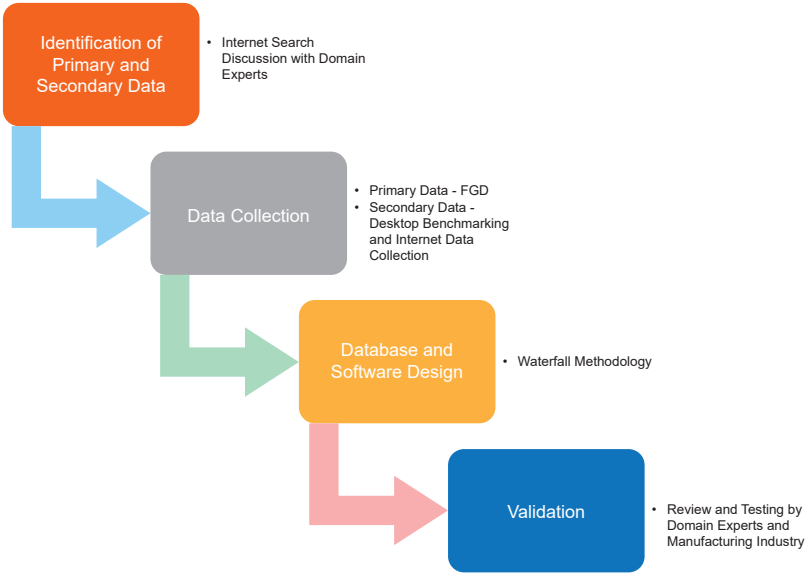 Identification of
Primary and
Secondary Data
• Internet Search
Discussion with Domain
Experts
Data Collection
• Primary Data - FGD
• Secondary Data -
Desktop Benchmarking
and Internet Data
Collection
Database and
Software Design
• Waterfall Methodology
Validation
• Review and Testing by
Domain Experts and
Manufacturing Industry